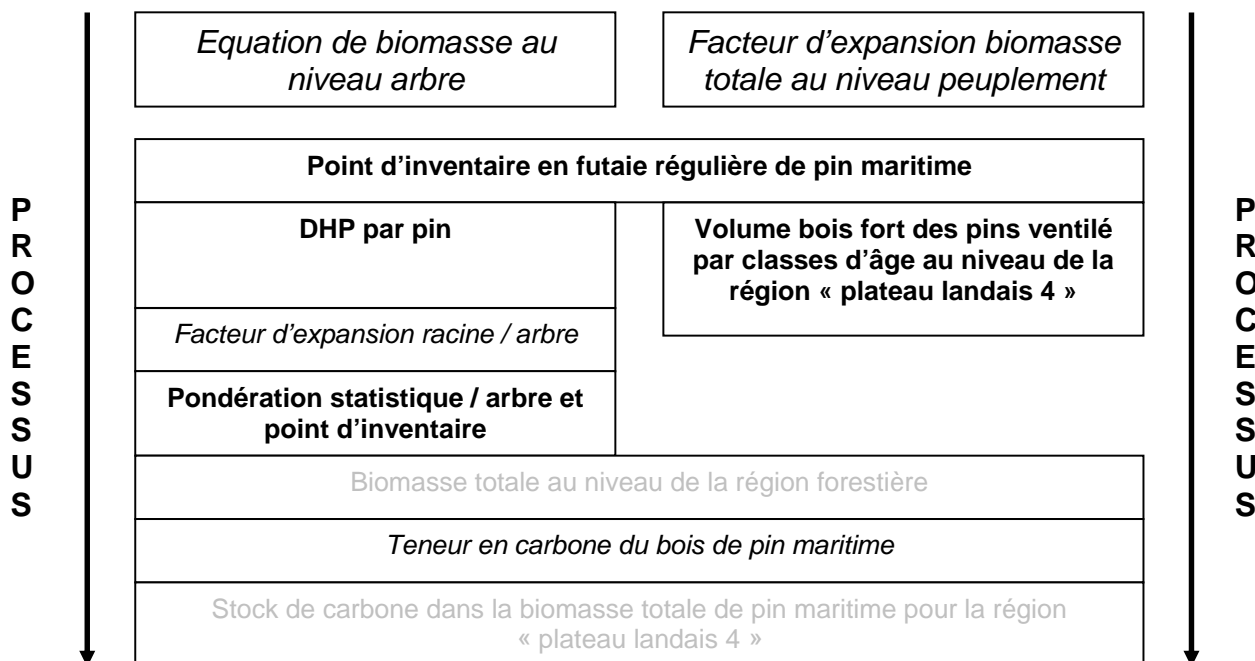 Equation de biomasse au
niveau arbre
Facteur d’expansion biomasse
totale au niveau peuplement
Point d’inventaire en futaie régulière de pin maritime
DHP par pin
Volume bois fort des pins ventilé
par classes d’âge au niveau de la
région « plateau landais 4 »
Facteur d’expansion racine / arbre
Pondération statistique / arbre et
point d’inventaire
Biomasse totale au niveau de la région forestière
Teneur en carbone du bois de pin maritime
Stock de carbone dans la biomasse totale de pin maritime pour la région
« plateau landais 4 »
P
R
O
C
E
S
S
U
S
P
R
O
C
E
S
S
U
S